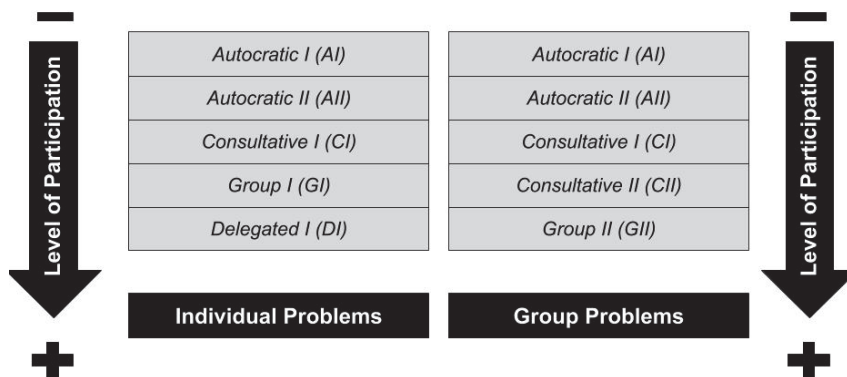 Level of Participation
Autocratic I (AI)
Autocratic II (AII)
Consultative I (CI)
Group I (GI)
Delegated I (DI)
Individual Problems
Autocratic I (AI)
Autocratic II (AII)
Consultative I (CI)
Consultative II (CII)
Group II (GII)
Group Problems
Level of Participation